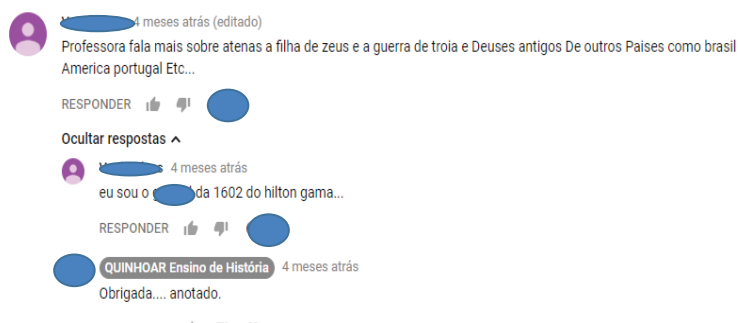 4 meses atrás (editado)
Professora fala mais sobre atenas a filha de zeus e a guerra de troia e Deuses antigos De outros Paises como brasil
America portugal Etc...
RESPONDER
Ocultar respostas
4 meses atrás
eu sou o da 1602 do hilton gama...
RESPONDER
QUINHOAR Ensino de História 4 meses atrás
Obrigada.... anotado.